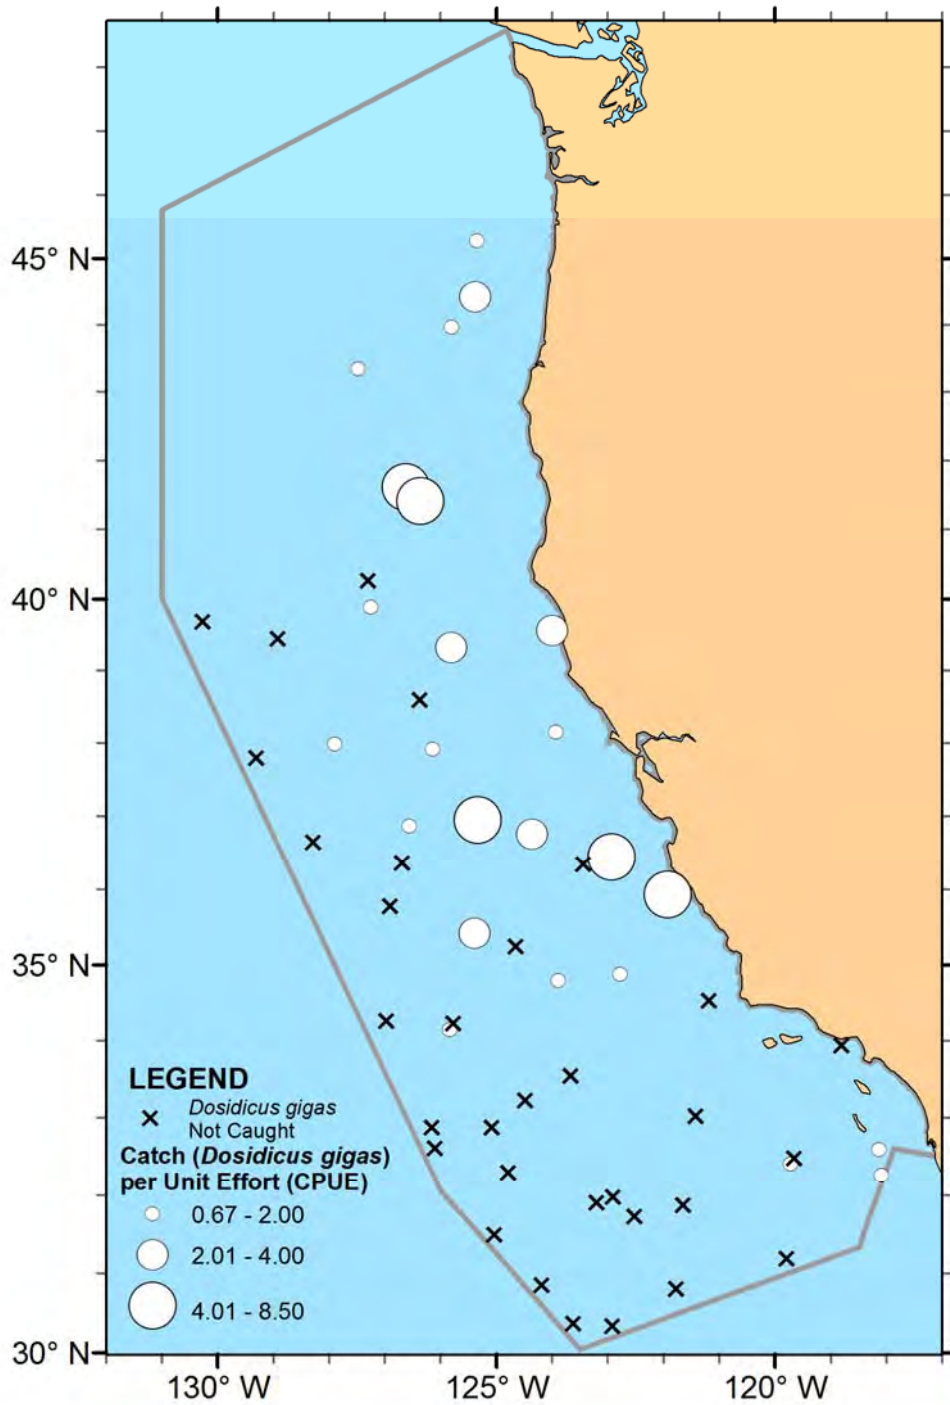 45° N
40° N
35° N
LEGEND
Dosidicus gigas
Not Caught
Catch (Dosidicus gigas)
per Unit Effort (CPUE)
0.67 - 2.00
2.01 - 4.00
4.01 - 8.50
30° N
130° W
125° W
120° W